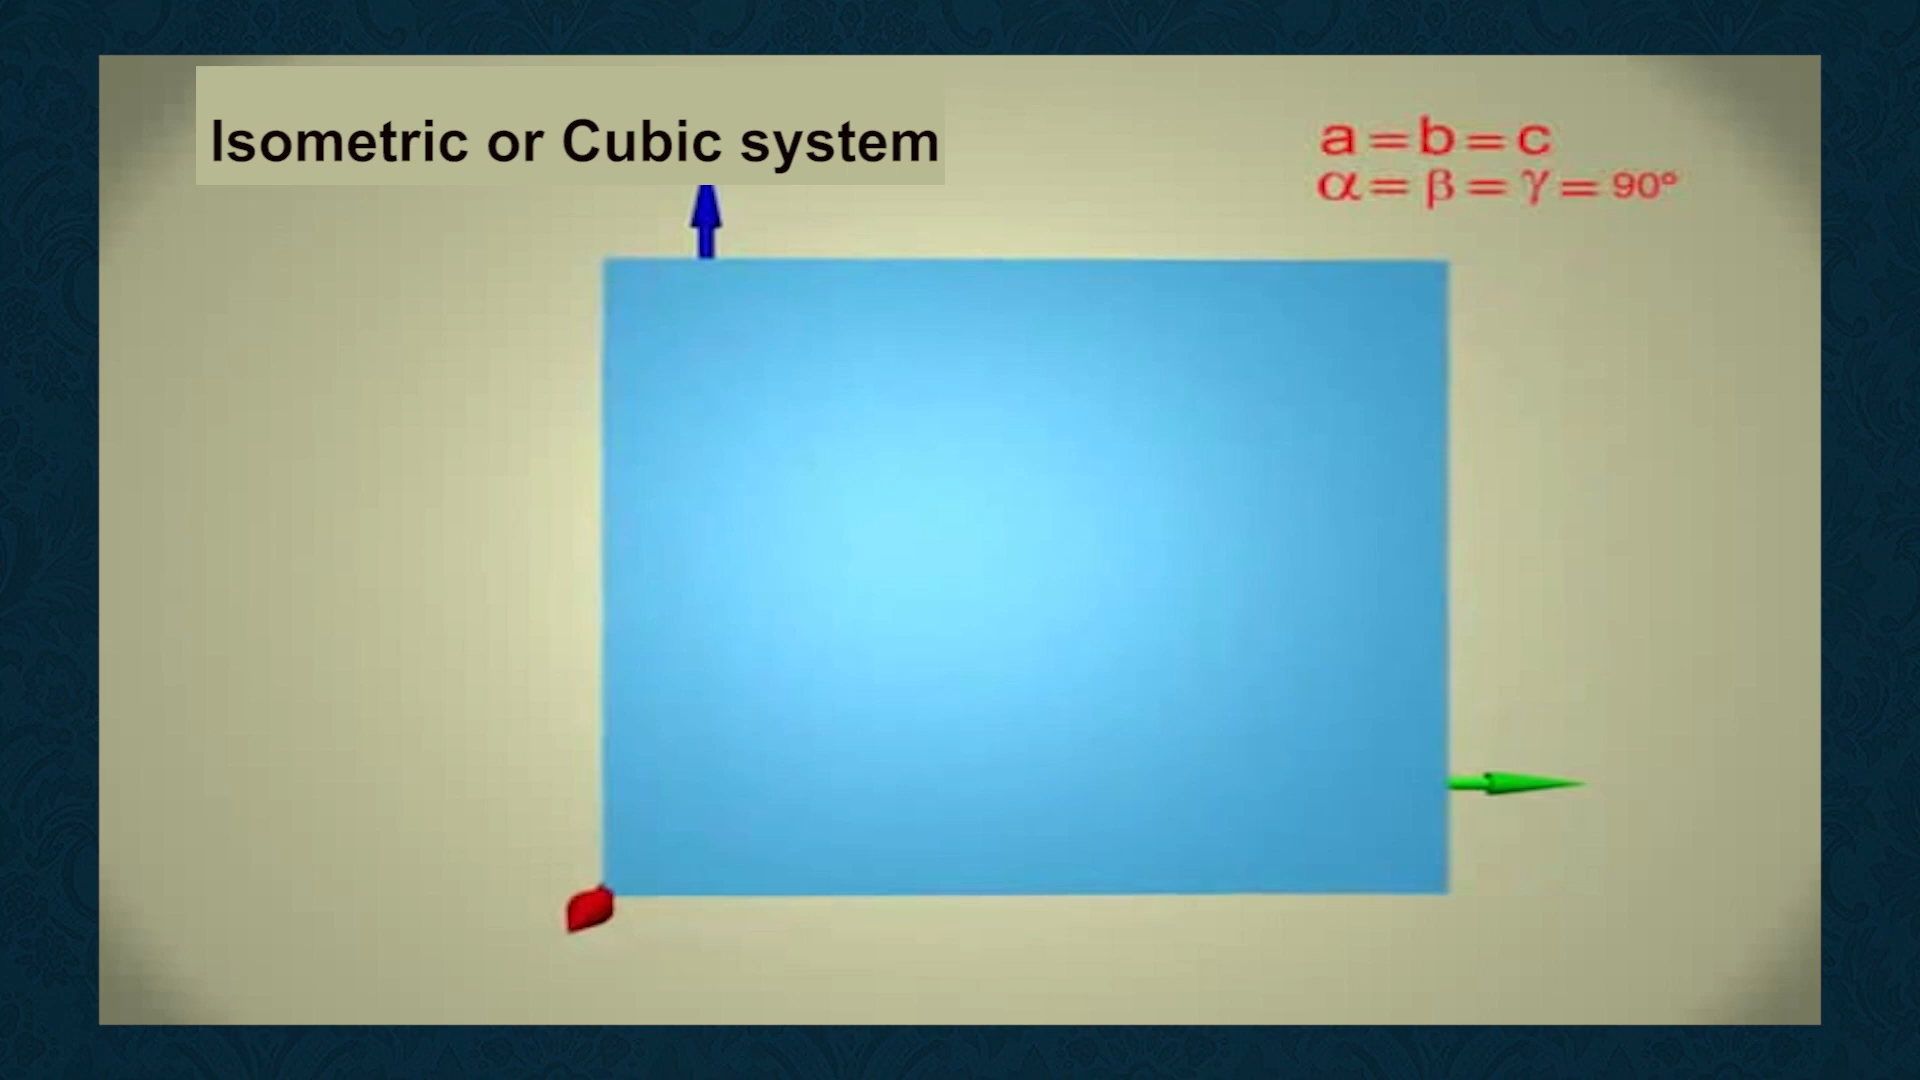 Isometric or Cubic system
a = b = c
α = β = γ = 90°